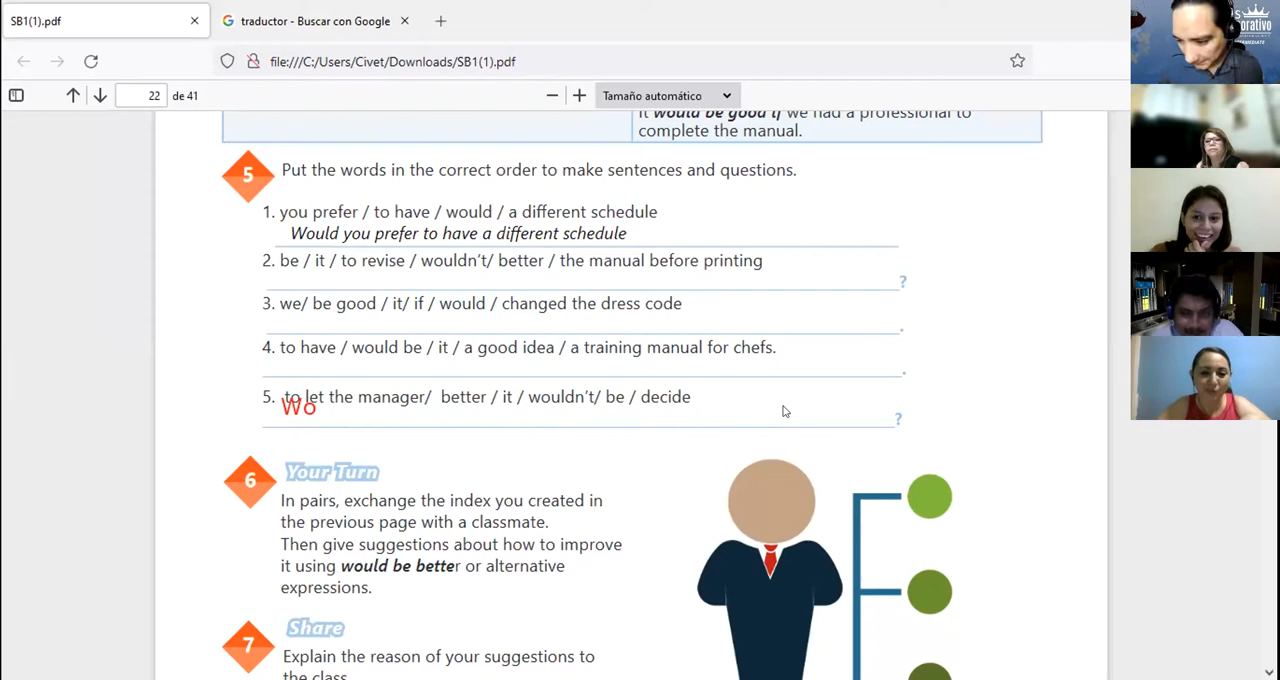 SB1(1).pdf
traductor - Buscar con Google
file:///C:/Users/Civet/Downloads/SB1(1).pdf
22 de 41
Tamaño automático
it would be good if we had a professional to
complete the manual.
5 Put the words in the correct order to make sentences and questions.
1. you prefer / to have / would / a different schedule
Would you prefer to have a different schedule
2. be / it / to revise / wouldn't/ better / the manual before printing
?
3. we/ be good / it/ if / would / changed the dress code
.
4. to have / would be / it / a good idea / a training manual for chefs.
.
5. to let the manager/ better / it / wouldn't/ be / decide
Wo
?
6 Your Turn
In pairs, exchange the index you created in
the previous page with a classmate.
Then give suggestions about how to improve
it using would be better or alternative
expressions.
7 Share
Explain the reason of your suggestions to
the class.